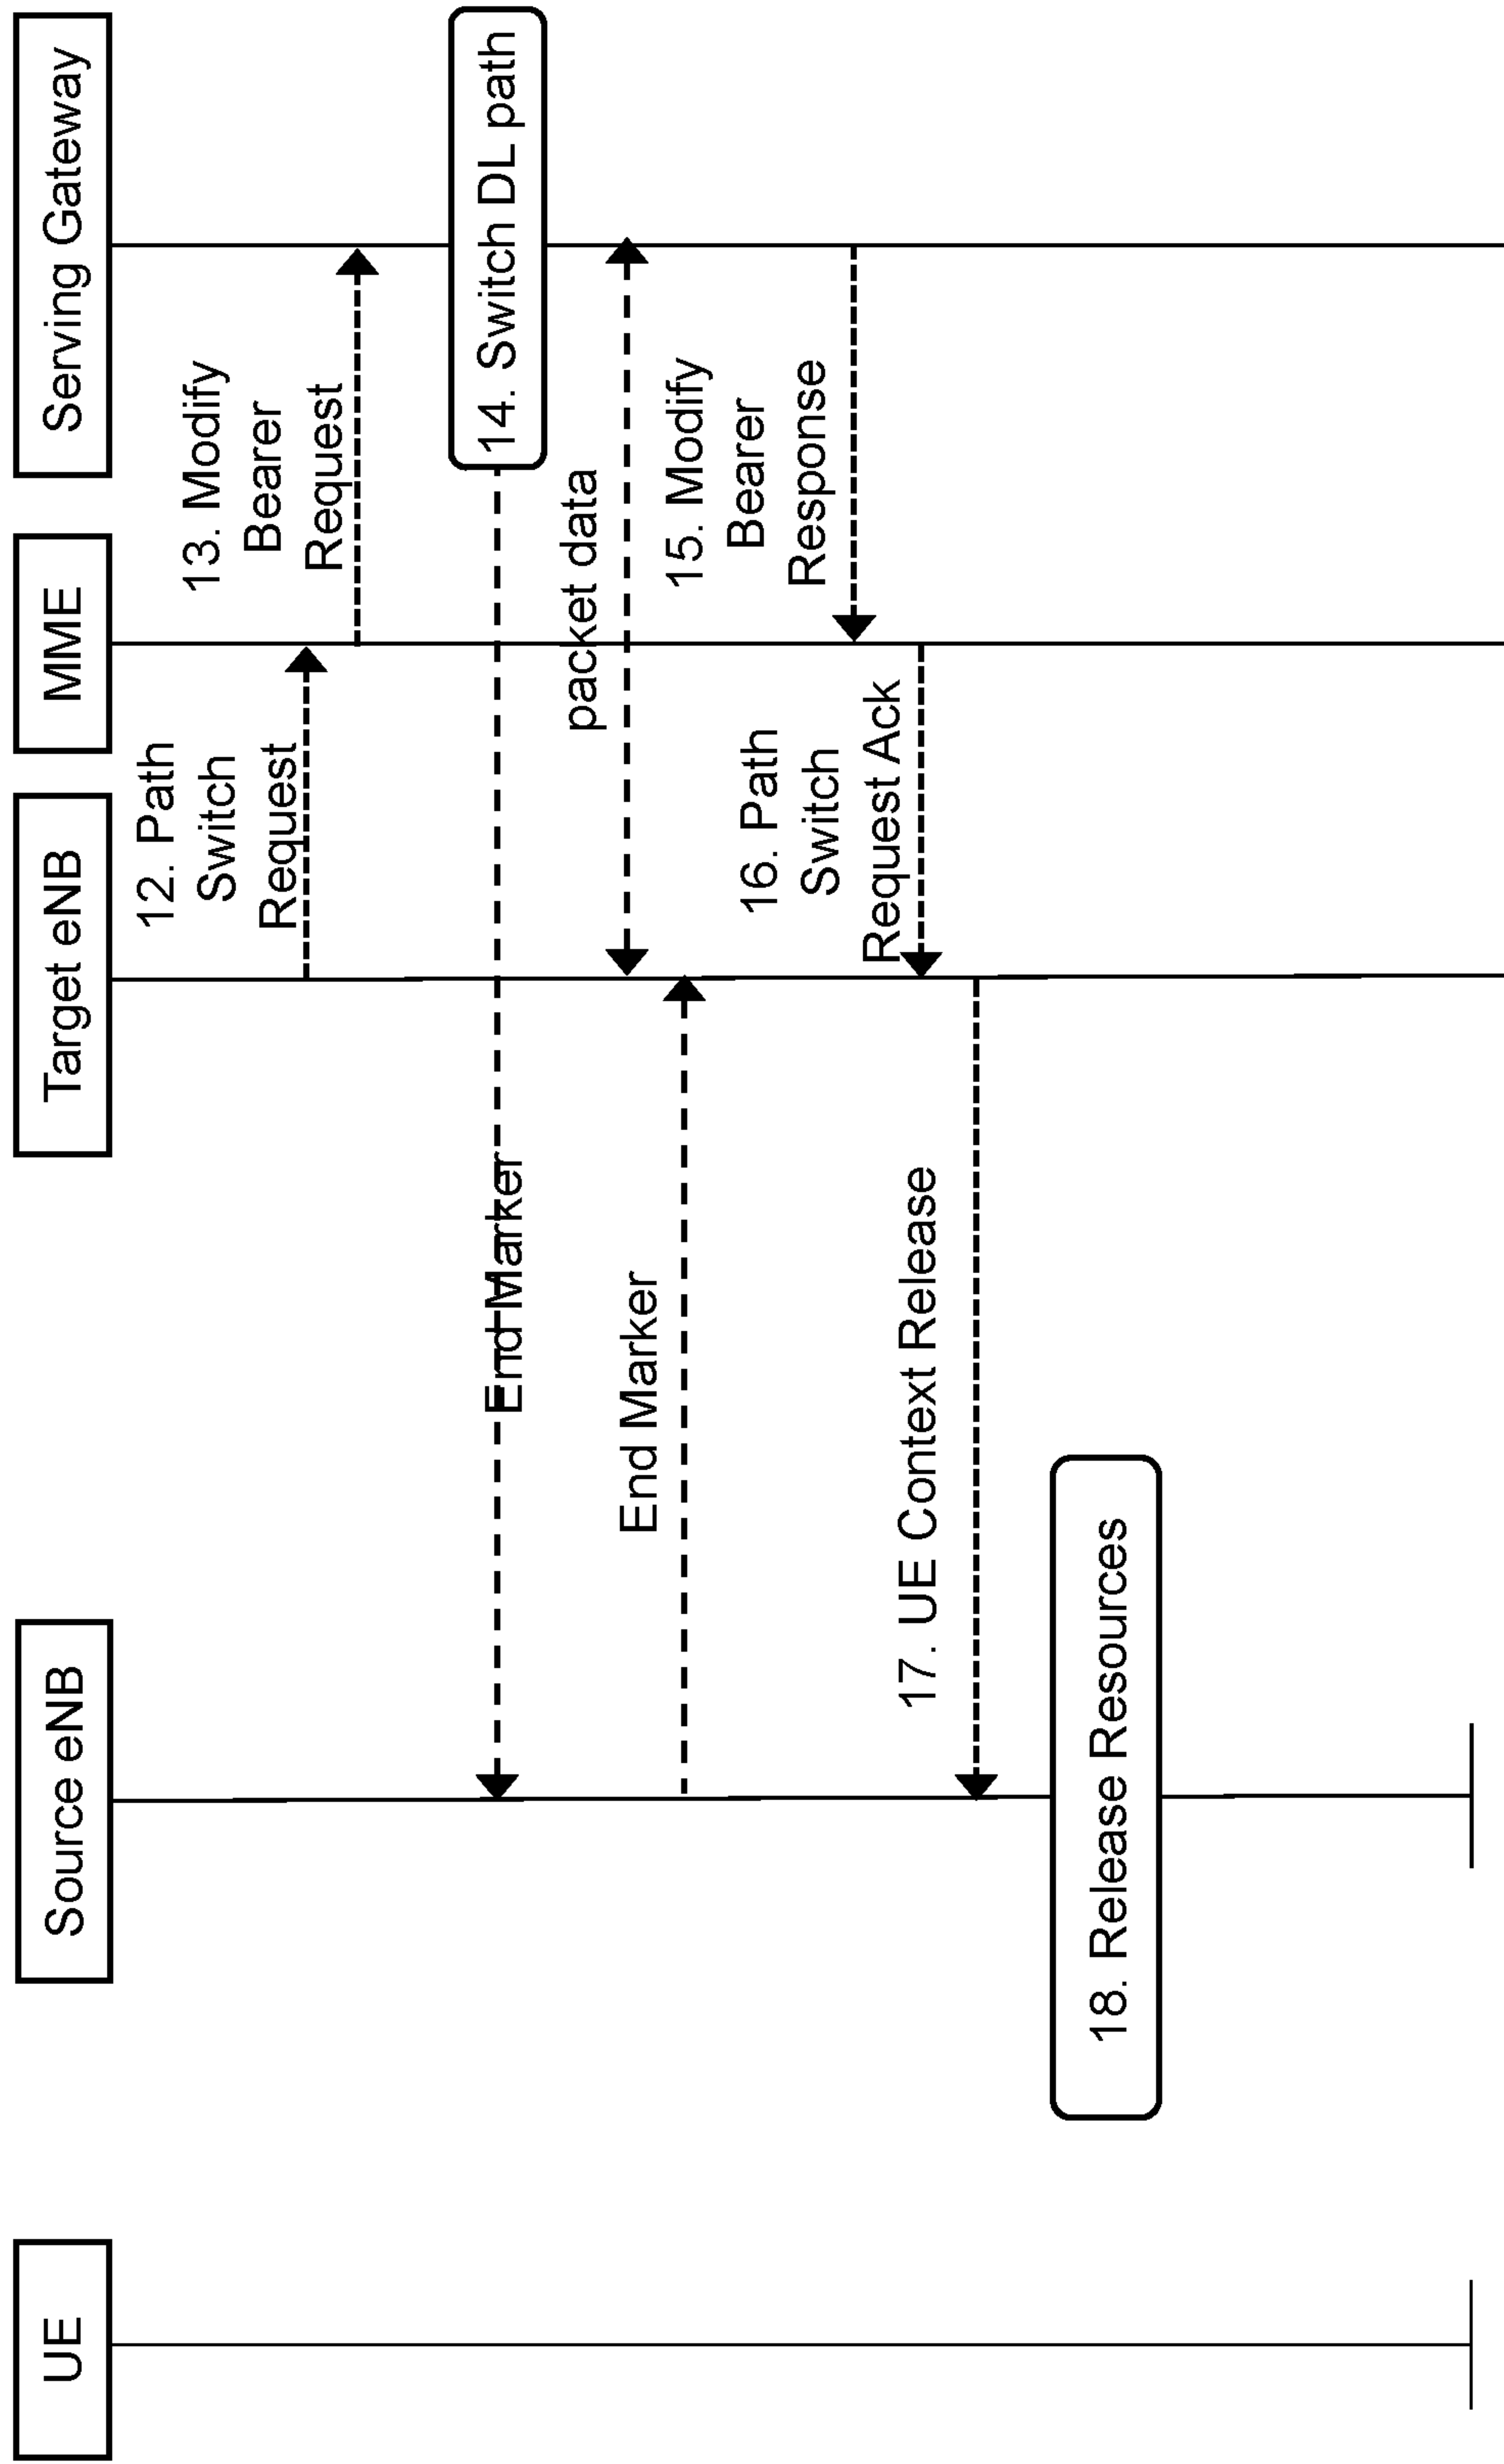 UE
Source eNB
Target eNB
MME
Serving Gateway
12. Path
Switch
Request
13. Modify
Bearer
Request
14. Switch DL path
End Marker
packet data
End Marker
15. Modify
Bearer
Response
16. Path
Switch
Request Ack
17. UE Context Release
18. Release Resources